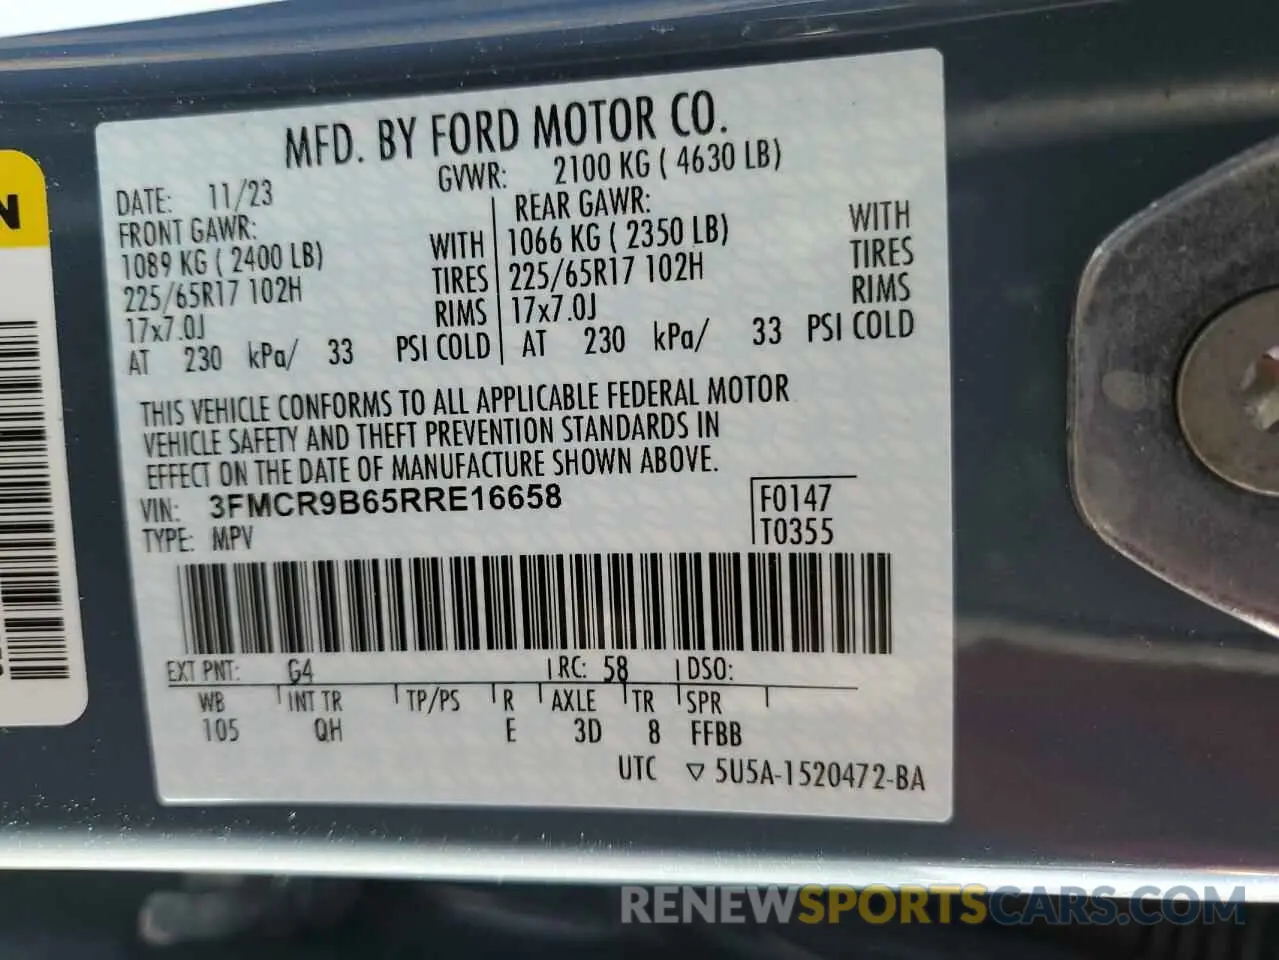 MFD. BY FORD MOTOR CO.
DATE: 11/23 GVWR: 2100 KG ( 4630 LB)
FRONT GAWR: REAR GAWR:
1089 KG ( 2400 LB) WITH 1066 KG ( 2350 LB) WITH
225/65R17 102H TIRES 225/65R17 102H TIRES
17x7.0J RIMS 17x7.0J RIMS
AT 230 kPa/ 33 PSI COLD AT 230 kPa/ 33 PSI COLD
THIS VEHICLE CONFORMS TO ALL APPLICABLE FEDERAL MOTOR
VEHICLE SAFETY AND THEFT PREVENTION STANDARDS IN
EFFECT ON THE DATE OF MANUFACTURE SHOWN ABOVE.
VIN: 3FMCR9B65RRE16658 F0147
TYPE: MPV T0355
EXT PNT: G4 RC: 58 DSO:
WB INT TR TP/PS R AXLE TR SPR
105 QH E 3D 8 FFBB
UTC ▽ 5U5A-1520472-BA
N
RENEWSPORTSCARS.COM